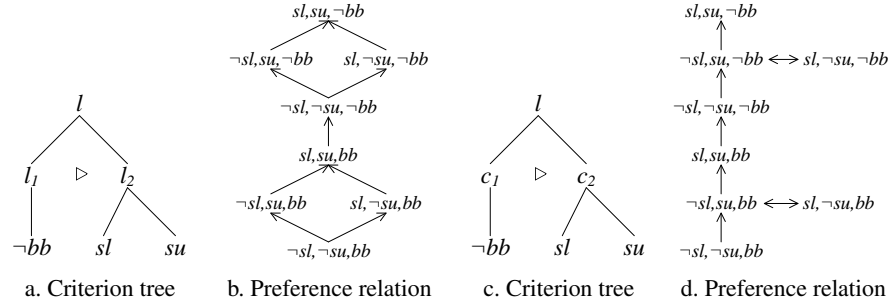 sl,su,¬bb
¬sl,su,¬bb sl,¬su,¬bb
¬sl,¬su,¬bb
sl,su,bb
¬sl,su,bb sl,¬su,bb
¬sl,¬su,bb
l
l1 ▷ l2
¬bb sl su
l
c1 ▷ c2
¬bb sl su
sl,su,¬bb
¬sl,su,¬bb ↔ sl,¬su,¬bb
¬sl,¬su,¬bb
sl,su,bb
¬sl,su,bb ↔ sl,¬su,bb
¬sl,¬su,bb
a. Criterion tree
b. Preference relation
c. Criterion tree
d. Preference relation